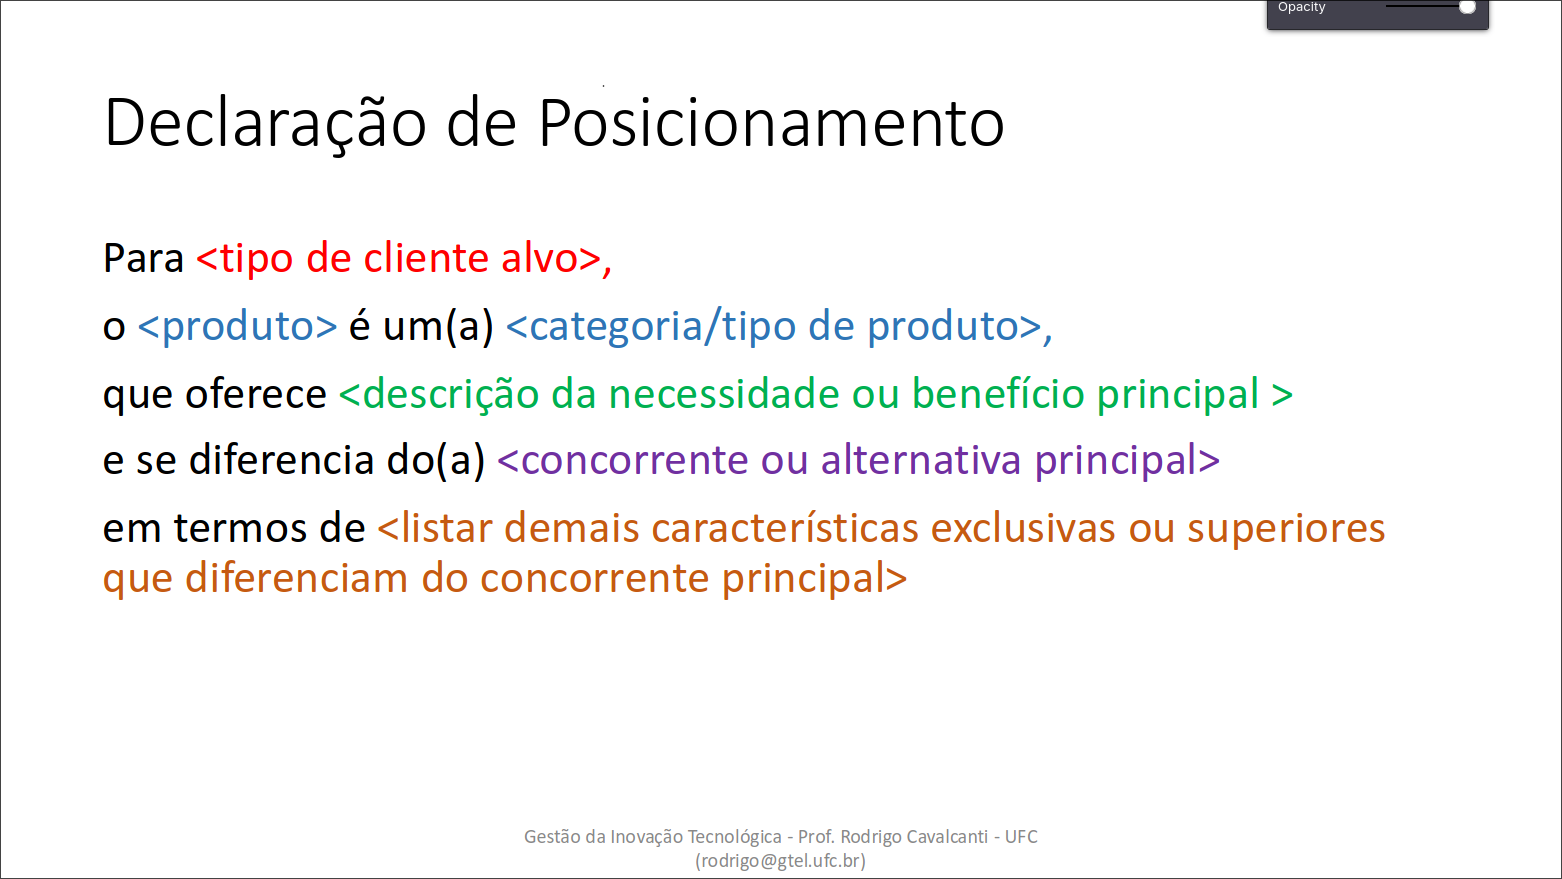 Opacity
Declaração de Posicionamento
Para <tipo de cliente alvo>,
o <produto> é um(a) <categoria/tipo de produto>,
que oferece <descrição da necessidade ou benefício principal >
e se diferencia do(a) <concorrente ou alternativa principal>
em termos de <listar demais características exclusivas ou superiores
que diferenciam do concorrente principal>
Gestão da Inovação Tecnológica - Prof. Rodrigo Cavalcanti - UFC
(rodrigo@gtel.ufc.br)